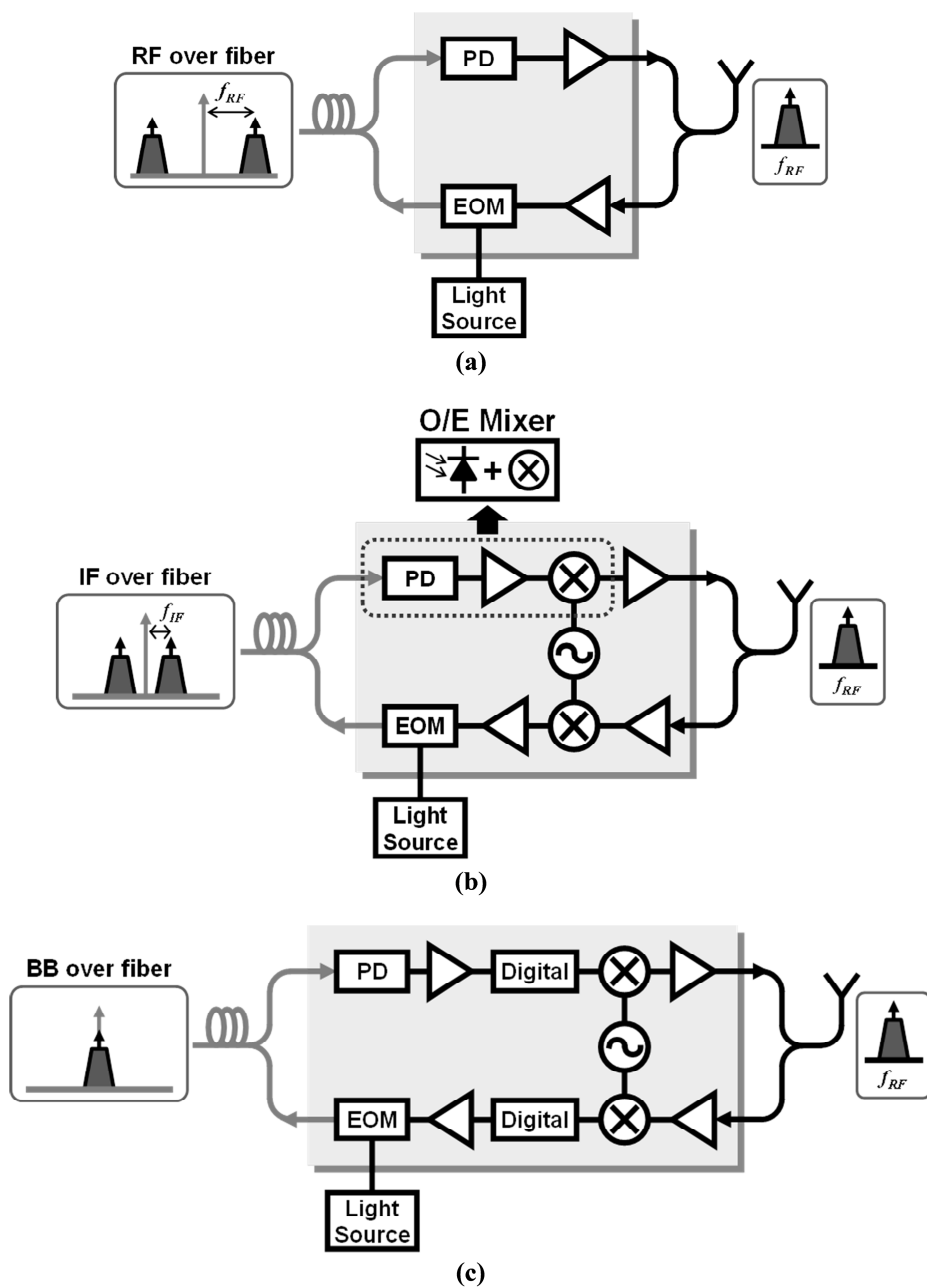 RF over fiber
f_RF
PD
EOM
Light
Source
f_RF
(a)
O/E Mixer
+
IF over fiber
f_IF
PD
EOM
Light
Source
f_RF
(b)
BB over fiber
PD
Digital
EOM
Digital
Light
Source
f_RF
(c)